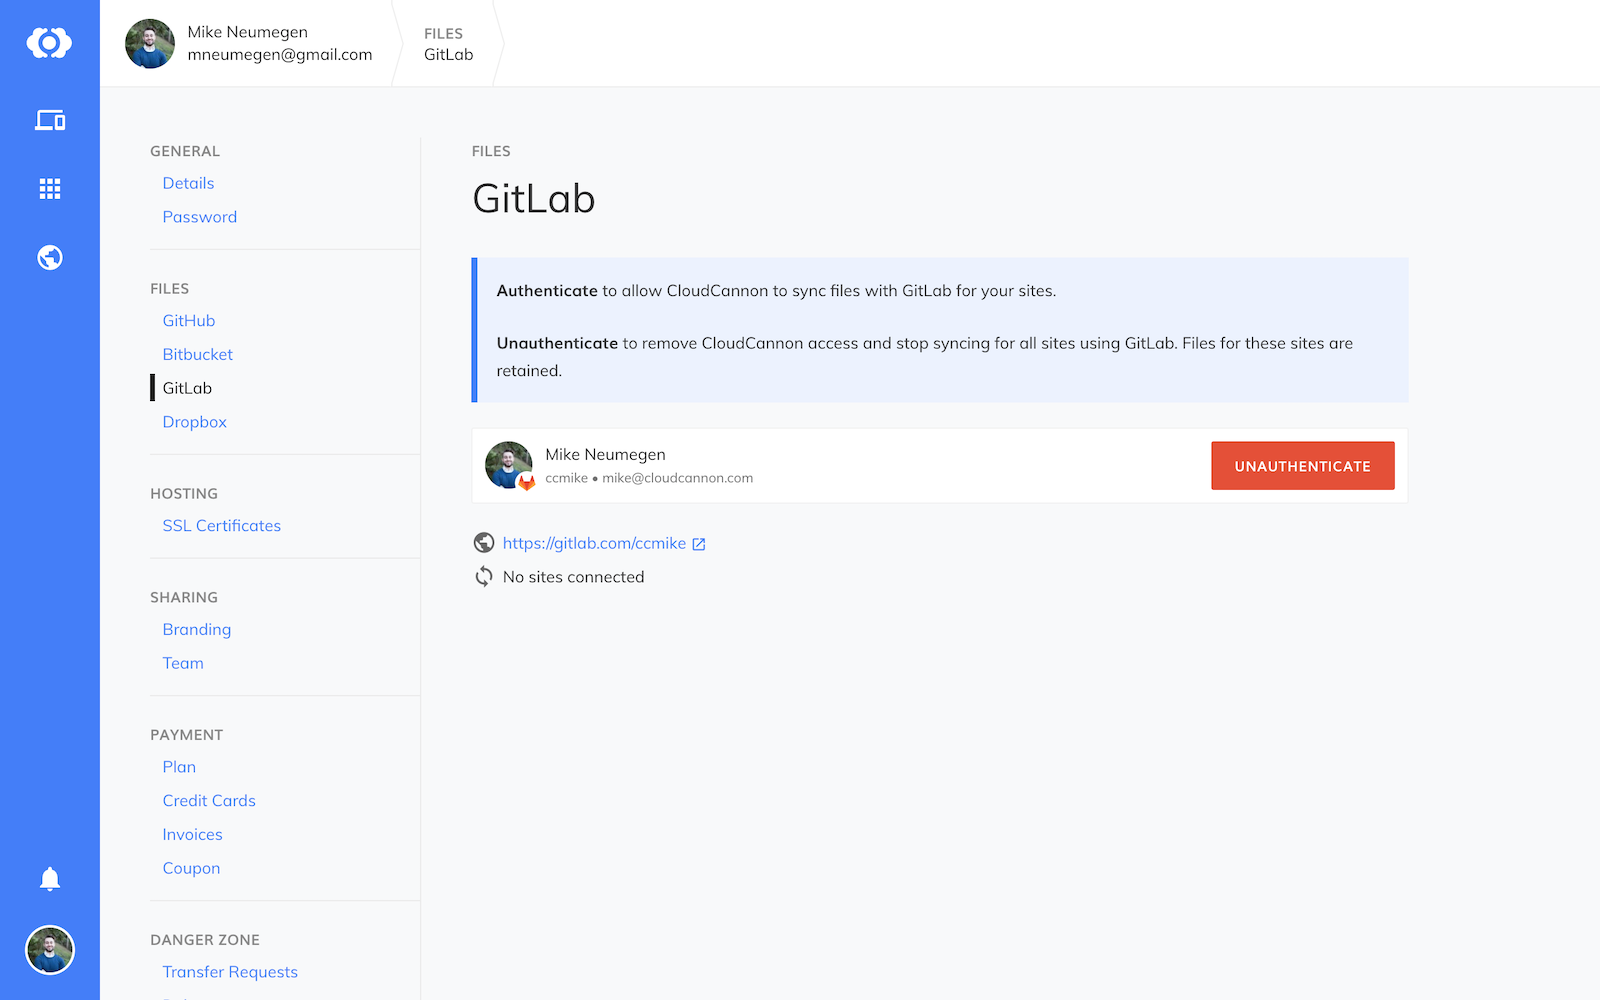 Mike Neumegen
mneumegen@gmail.com
FILES
GitLab
GENERAL
Details
Password
FILES
GitHub
Bitbucket
GitLab
Dropbox
HOSTING
SSL Certificates
SHARING
Branding
Team
PAYMENT
Plan
Credit Cards
Invoices
Coupon
DANGER ZONE
Transfer Requests
FILES
GitLab
Authenticate to allow CloudCannon to sync files with GitLab for your sites.
Unauthenticate to remove CloudCannon access and stop syncing for all sites using GitLab. Files for these sites are
retained.
Mike Neumegen
ccmike • mike@cloudcannon.com
UNAUTHENTICATE
https://gitlab.com/ccmike
No sites connected